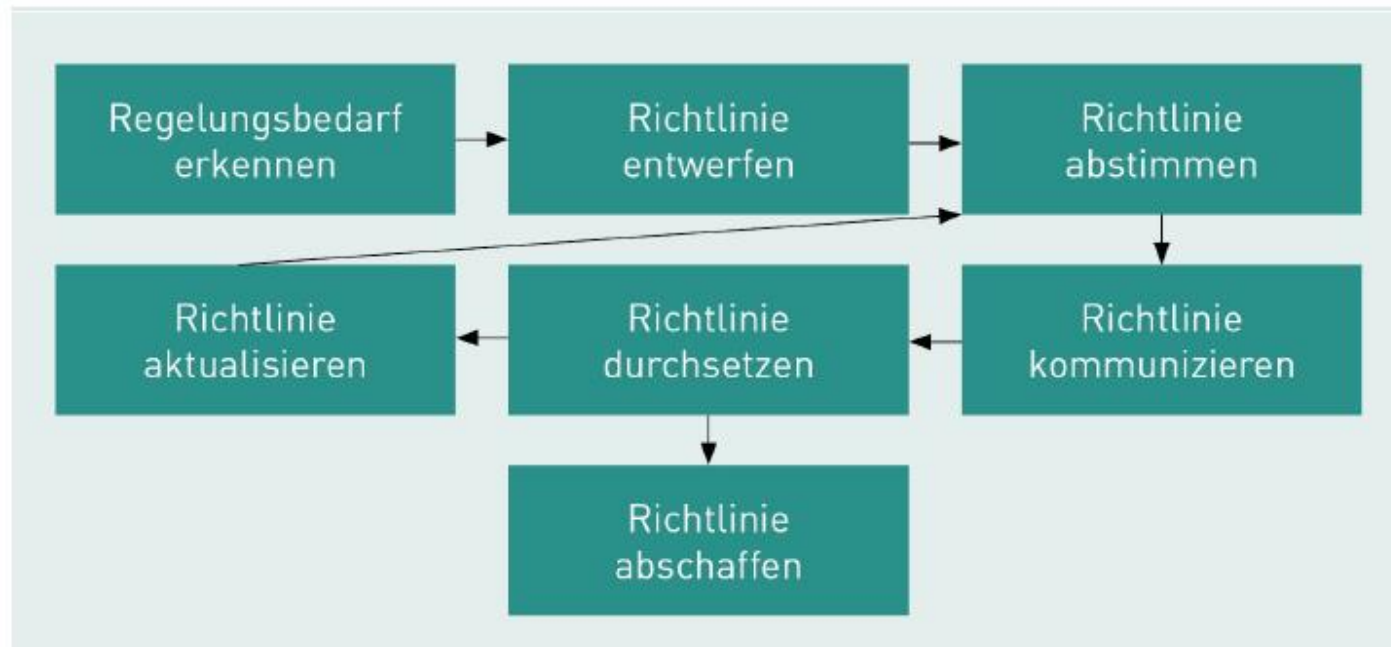 Regelungsbedarf
erkennen
Richtlinie
entwerfen
Richtlinie
abstimmen
Richtlinie
aktualisieren
Richtlinie
durchsetzen
Richtlinie
kommunizieren
Richtlinie
abschaffen